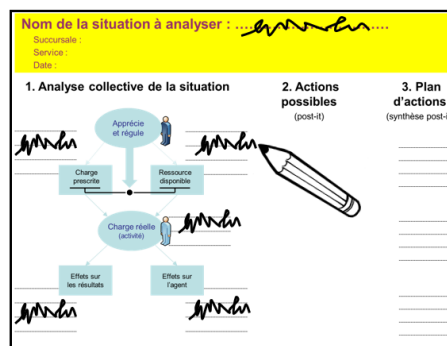 Nom de la situation à analyser : ……
Succursale :
Service :
Date :
1. Analyse collective de la situation
2. Actions
possibles
(post-it)
3. Plan
d'actions
(synthèse post-i
Apprécie
et régule
Charge
prescrite
Ressource
disponible
Charge réelle
(activité)
Effets sur
les résultats
Effets sur
l'agent